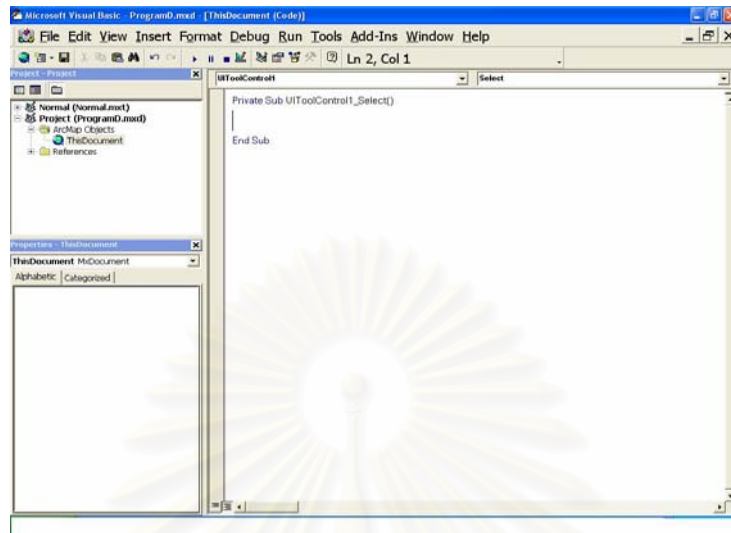 Microsoft Visual Basic - ProgramD.mxd - [ThisDocument (Code)]
File Edit View Insert Format Debug Run Tools Add-Ins Window Help
Ln 2, Col 1
Project - Project
Normal (Normal.mxt)
Project (ProgramD.mxd)
ArcMap Objects
ThisDocument
References
Properties - ThisDocument
ThisDocument MxDocument
Alphabetic Categorized
UIToolControl1 Select
Private Sub UIToolControl1_Select()
End Sub